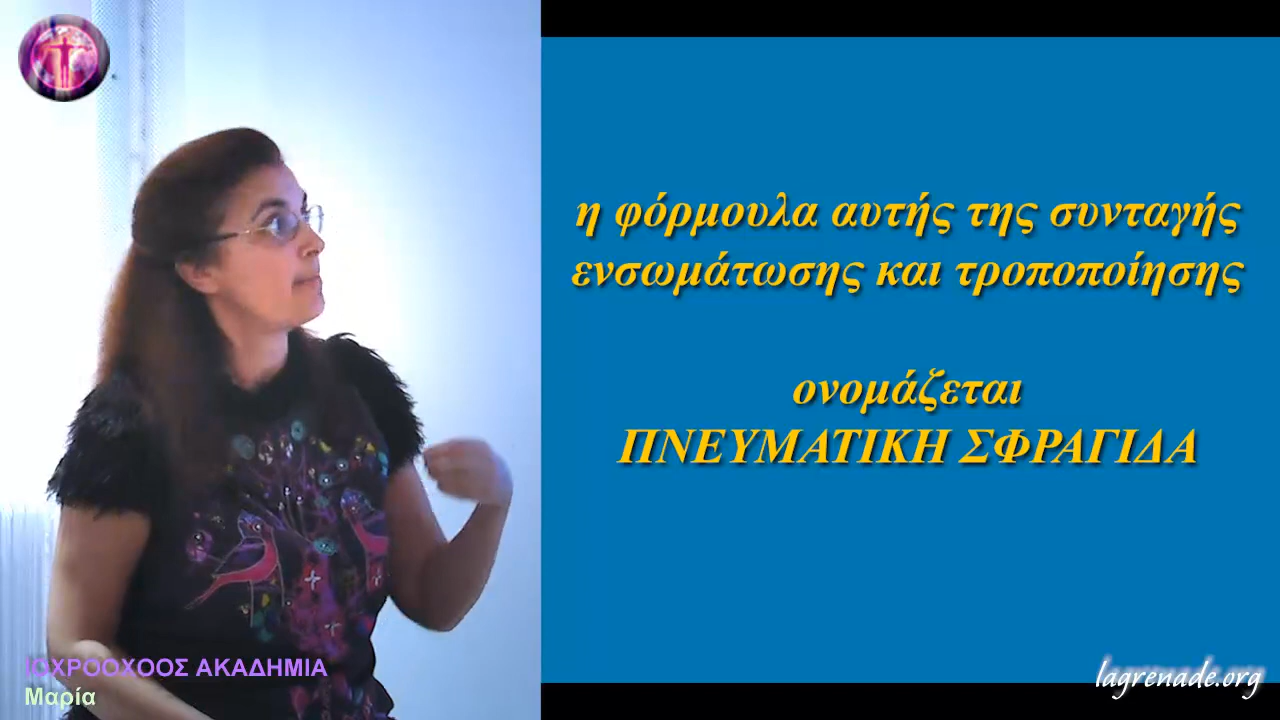 η φόρμουλα αυτής της συνταγής
ενσωμάτωσης και τροποποίησης
ονομάζεται
ΠΝΕΥΜΑΤΙΚΗ ΣΦΡΑΓΙΔΑ
ΙΟΧΡΟΟΧΟΟΣ ΑΚΑΔΗΜΙΑ
Μαρία
lagrenade.org